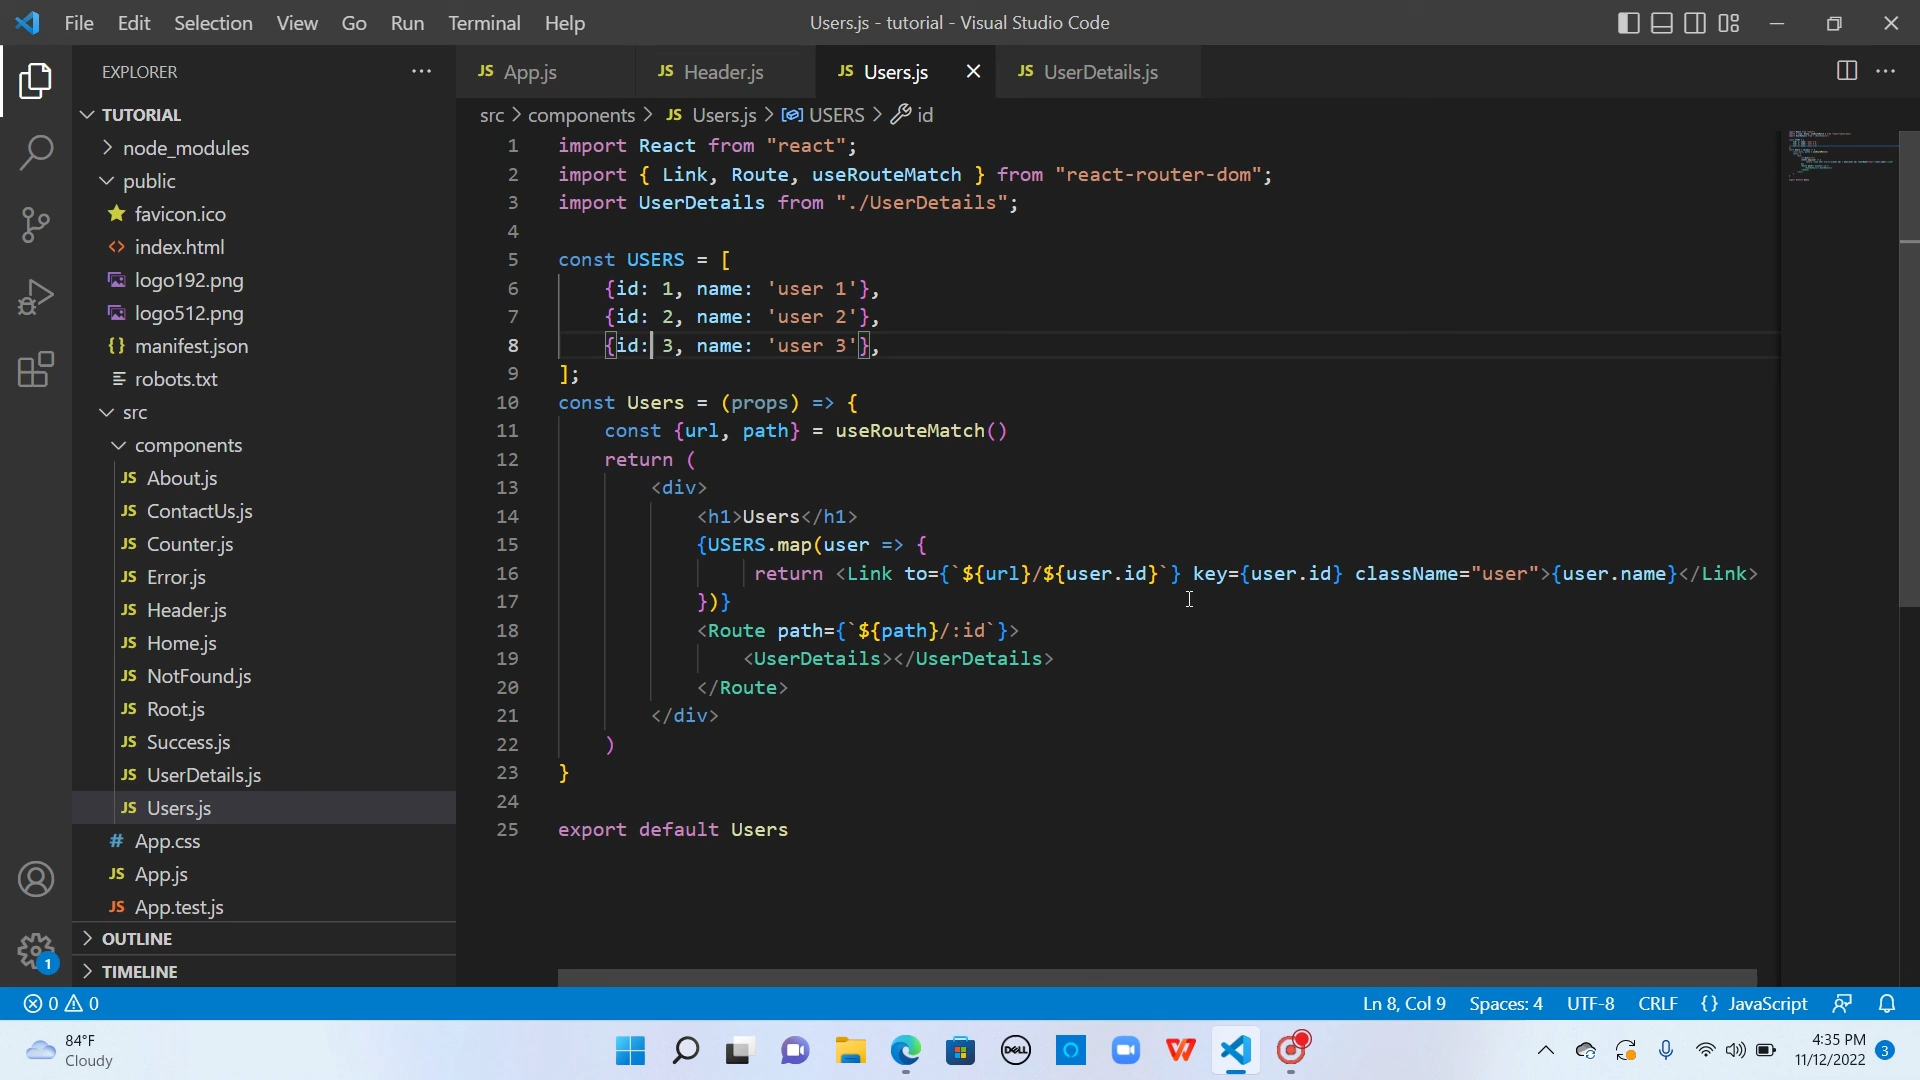 File Edit Selection View Go Run Terminal Help
Users.js - tutorial - Visual Studio Code
EXPLORER
TUTORIAL
node_modules
public
favicon.ico
index.html
logo192.png
logo512.png
manifest.json
robots.txt
src
components
JS About.js
JS ContactUs.js
JS Counter.js
JS Error.js
JS Header.js
JS Home.js
JS NotFound.js
JS Root.js
JS Success.js
JS UserDetails.js
JS Users.js
# App.css
JS App.js
JS App.test.js
OUTLINE
TIMELINE
1
JS App.js
JS Header.js
JS Users.js
JS UserDetails.js
src > components > JS Users.js > USERS > id
1 import React from "react";
2 import { Link, Route, useRouteMatch } from "react-router-dom";
3 import UserDetails from "./UserDetails";
4
5 const USERS = [
6 {id: 1, name: 'user 1'},
7 {id: 2, name: 'user 2'},
8 {id: 3, name: 'user 3'},
9 ];
10 const Users = (props) => {
11 const {url, path} = useRouteMatch()
12 return (
13 <div>
14 <h1>Users</h1>
15 {USERS.map(user => {
16 return <Link to={`${url}/${user.id}`} key={user.id} className="user">{user.name}</Link>
17 })}
18 <Route path={`${path}/:id`}>
19 <UserDetails></UserDetails>
20 </Route>
21 </div>
22 )
23 }
24
25 export default Users
0 0
Ln 8, Col 9 Spaces: 4 UTF-8 CRLF {} JavaScript
84°F
Cloudy
DELL
4:35 PM
11/12/2022
3